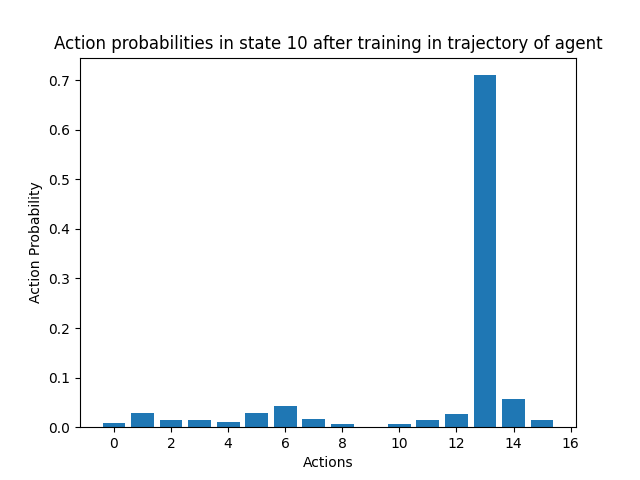 Action probabilities in state 10 after training in trajectory of agent
0.7
0.6
0.5
0.4
0.3
0.2
0.1
0.0
Action Probability
0 2 4 6 8 10 12 14 16
Actions